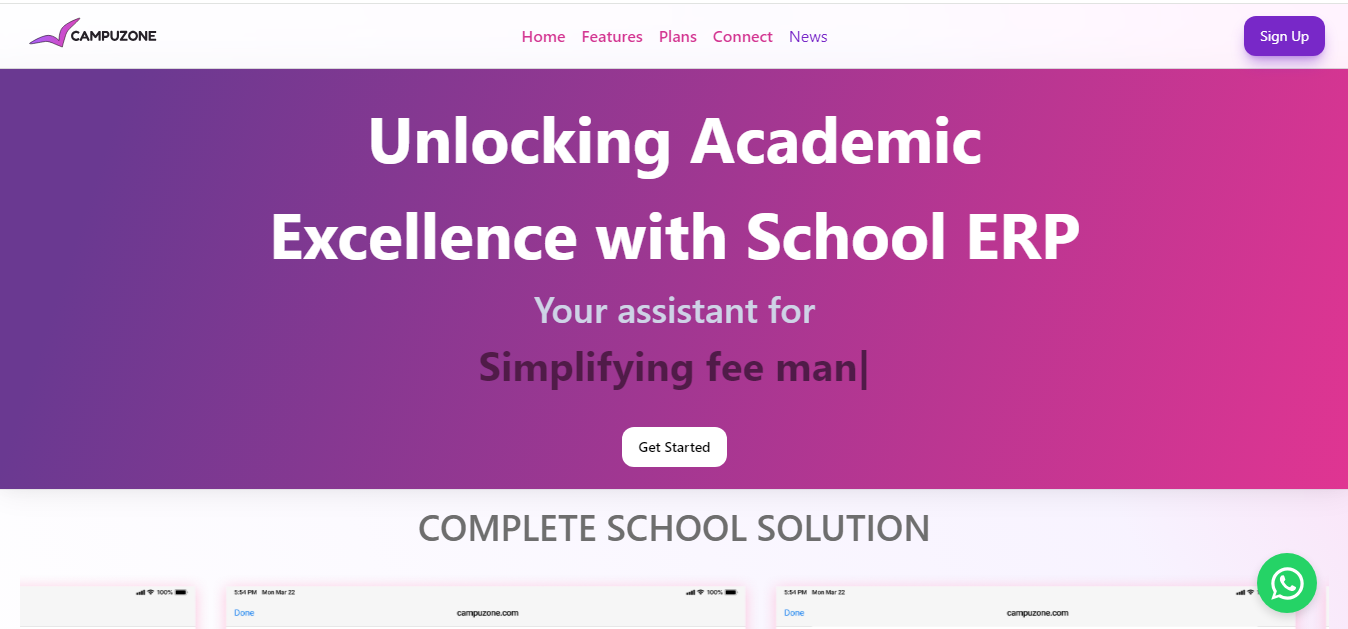 CAMPUZONE
Home Features Plans Connect News
Sign Up
Unlocking Academic
Excellence with School ERP
Your assistant for
Simplifying fee man|
Get Started
COMPLETE SCHOOL SOLUTION
100%
5:54 PM Mon Mar 22
100%
5:54 PM Mon Mar 22
Done
campuzone.com
Done
campuzone.com